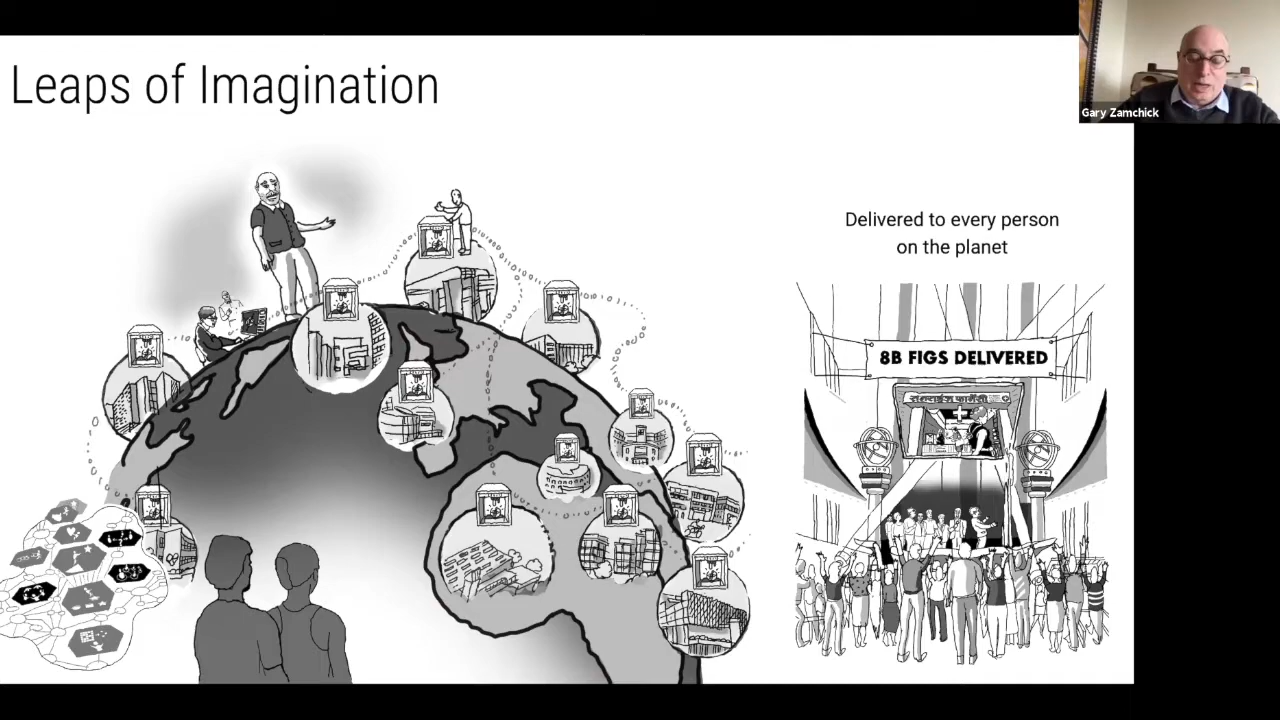 Leaps of Imagination
Gary Zamchick
Delivered to every person
on the planet
8B FIGS DELIVERED